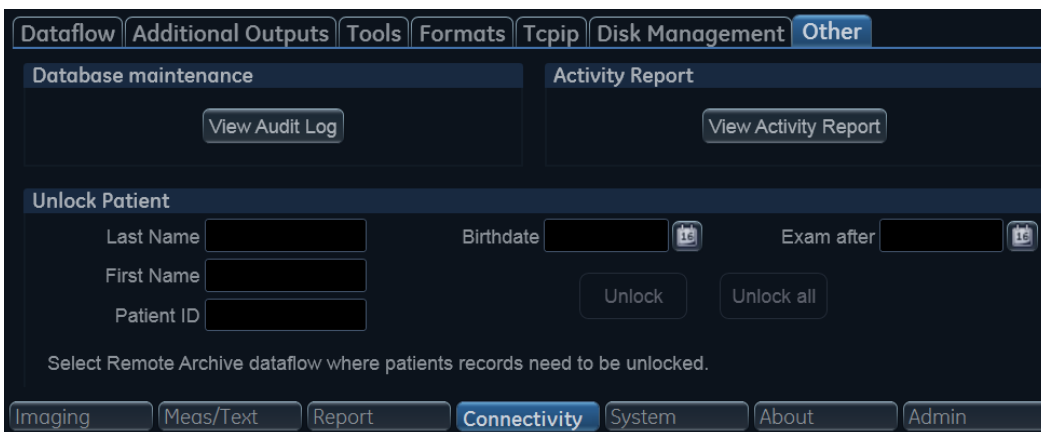 Dataflow Additional Outputs Tools Formats Tcpip Disk Management Other
Database maintenance Activity Report
View Audit Log View Activity Report
Unlock Patient
Last Name Birthdate 16 Exam after 16
First Name
Unlock Unlock all
Patient ID
Select Remote Archive dataflow where patients records need to be unlocked.
Imaging Meas/Text Report Connectivity System About Admin